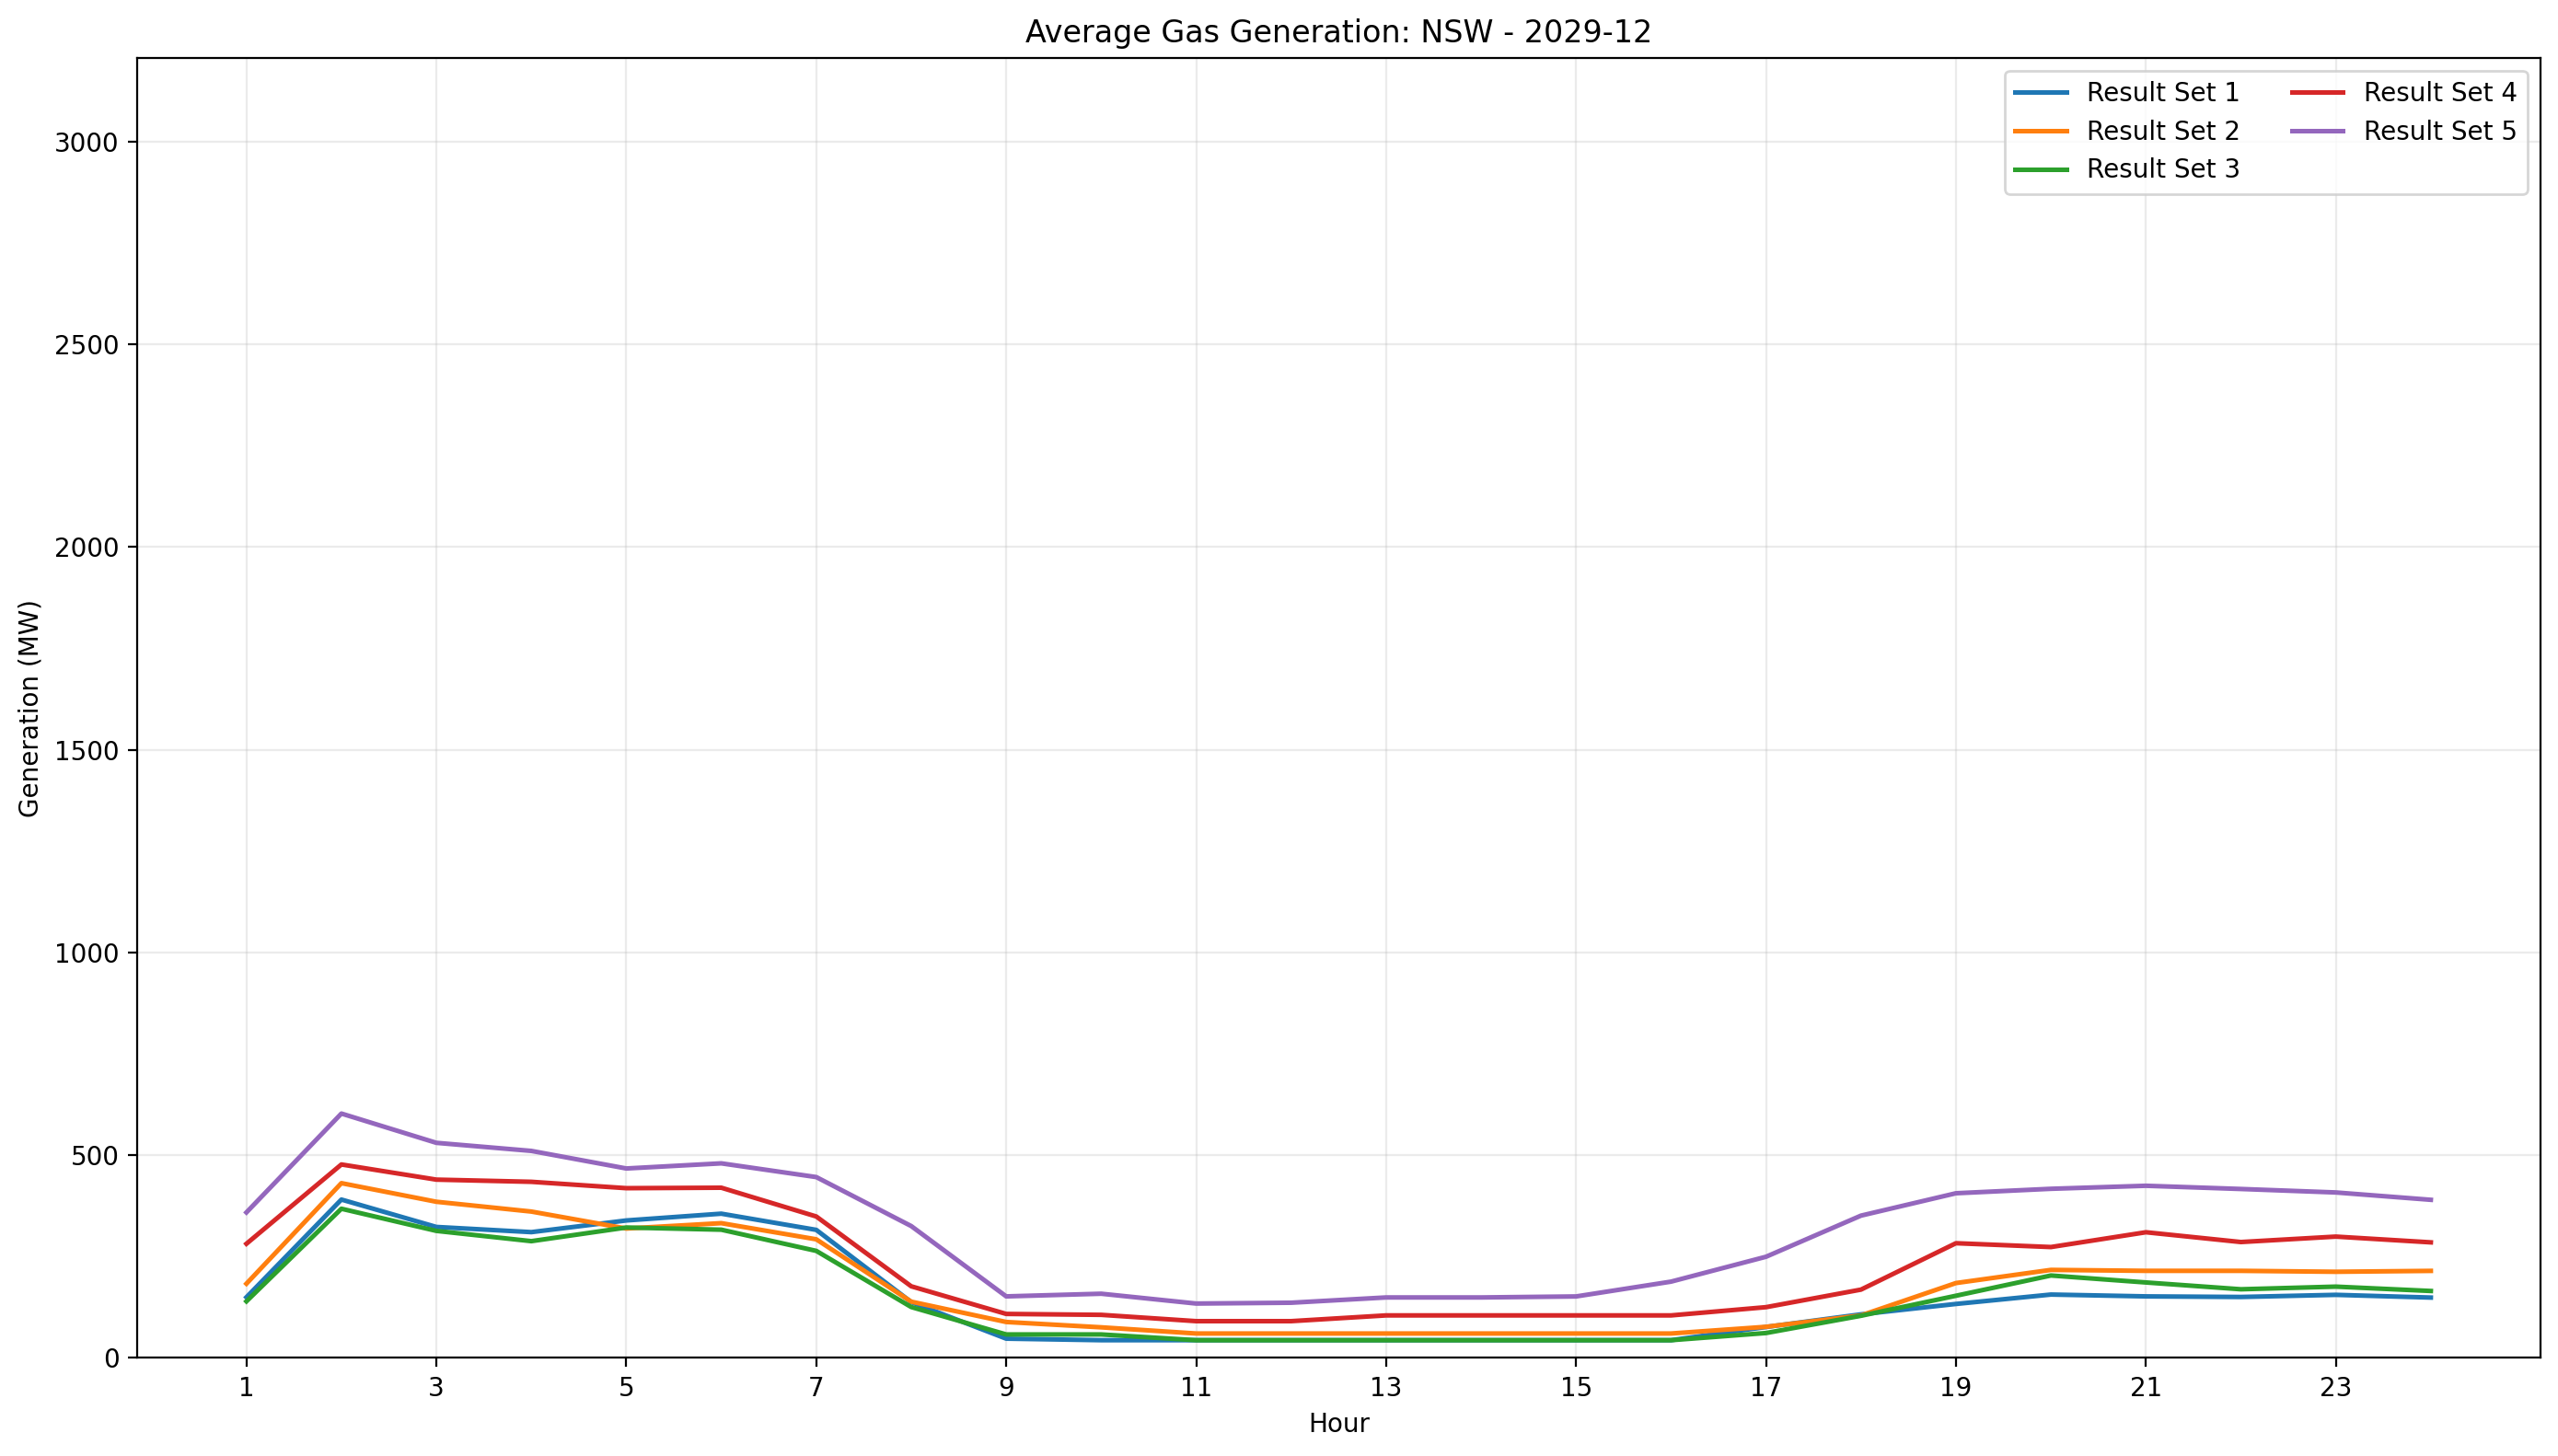 Average Gas Generation: NSW - 2029-12
Result Set 1
Result Set 2
Result Set 3
Result Set 4
Result Set 5
Generation (MW)
3000
2500
2000
1500
1000
500
0
1 3 5 7 9 11 13 15 17 19 21 23
Hour